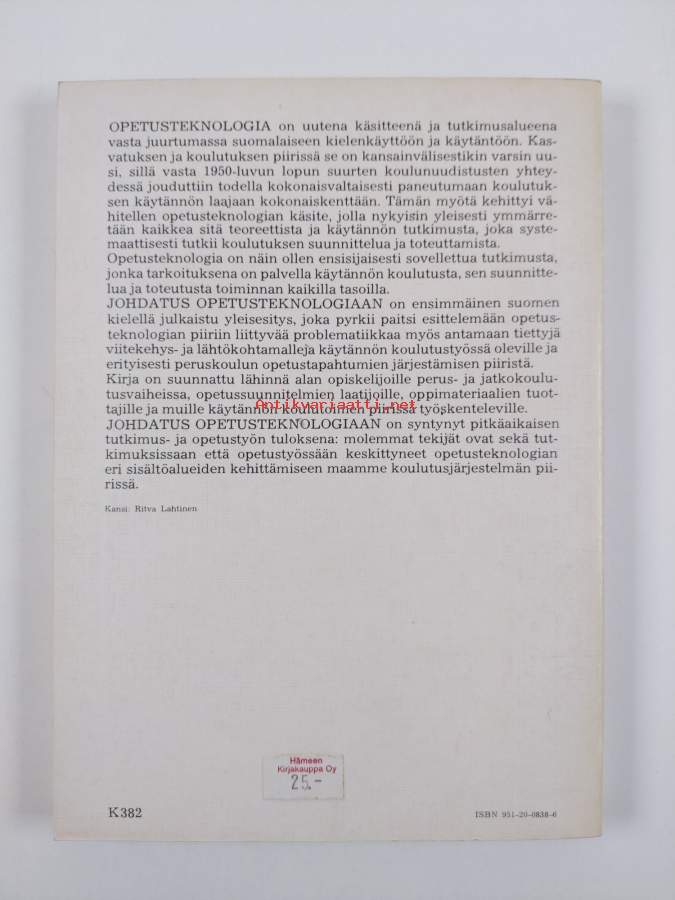 OPETUSTEKNOLOGIA on uutena käsitteenä ja tutkimusalueena
vasta juurtumassa suomalaiseen kielenkäyttöön ja käytäntöön. Kas-
vatuksen ja koulutuksen piirissä se on kansainvälisestikin varsin uu-
si, sillä vasta 1950-luvun lopun suurten koulunuudistusten yhtey-
dessä jouduttiin todella kokonaisvaltaisesti paneutumaan koulutuk-
sen käytännön laajaan kokonaiskenttään. Tämän myötä kehittyi vä-
hitellen opetusteknologian käsite, jolla nykyisin yleisesti ymmärre-
tään kaikkea sitä teoreettista ja käytännön tutkimusta, joka syste-
maattisesti tutkii koulutuksen suunnittelua ja toteuttamista.
Opetusteknologia on näin ollen ensisijaisesti sovellettua tutkimusta,
jonka tarkoituksena on palvella käytännön koulutusta, sen suunnitte-
lua ja toteutusta toiminnan kaikilla tasoilla.
JOHDATUS OPETUSTEKNOLOGIAAN on ensimmäinen suomen
kielellä julkaistu yleisesitys, joka pyrkii paitsi esittelemään opetus-
teknologian piiriin liittyvää problematiikkaa myös antamaan tiettyjä
viitekehys- ja lähtökohtamalleja käytännön koulutustyössä oleville ja
erityisesti peruskoulun opetustapahtumien järjestämisen piiristä.
Kirja on suunnattu lähinnä alan opiskelijoille perus- ja jatkokoulu-
tusvaiheissa, opetussuunnitelmien laatijoille, oppimateriaalien tuot-
tajille ja muille käytännön koulutoimen piirissä työskenteleville.
Antikvariaatti.net
JOHDATUS OPETUSTEKNOLOGIAAN on syntynyt pitkäaikaisen
tutkimus- ja opetustyön tuloksena: molemmat tekijät ovat sekä tut-
kimuksissaan että opetustyössään keskittyneet opetusteknologian
eri sisältöalueiden kehittämiseen maamme koulutusjärjestelmän pii-
rissä.
Kansi: Ritva Lahtinen
Hämeen
Kirjakauppa Oy
25,-
K382
ISBN 951-20-0838-6